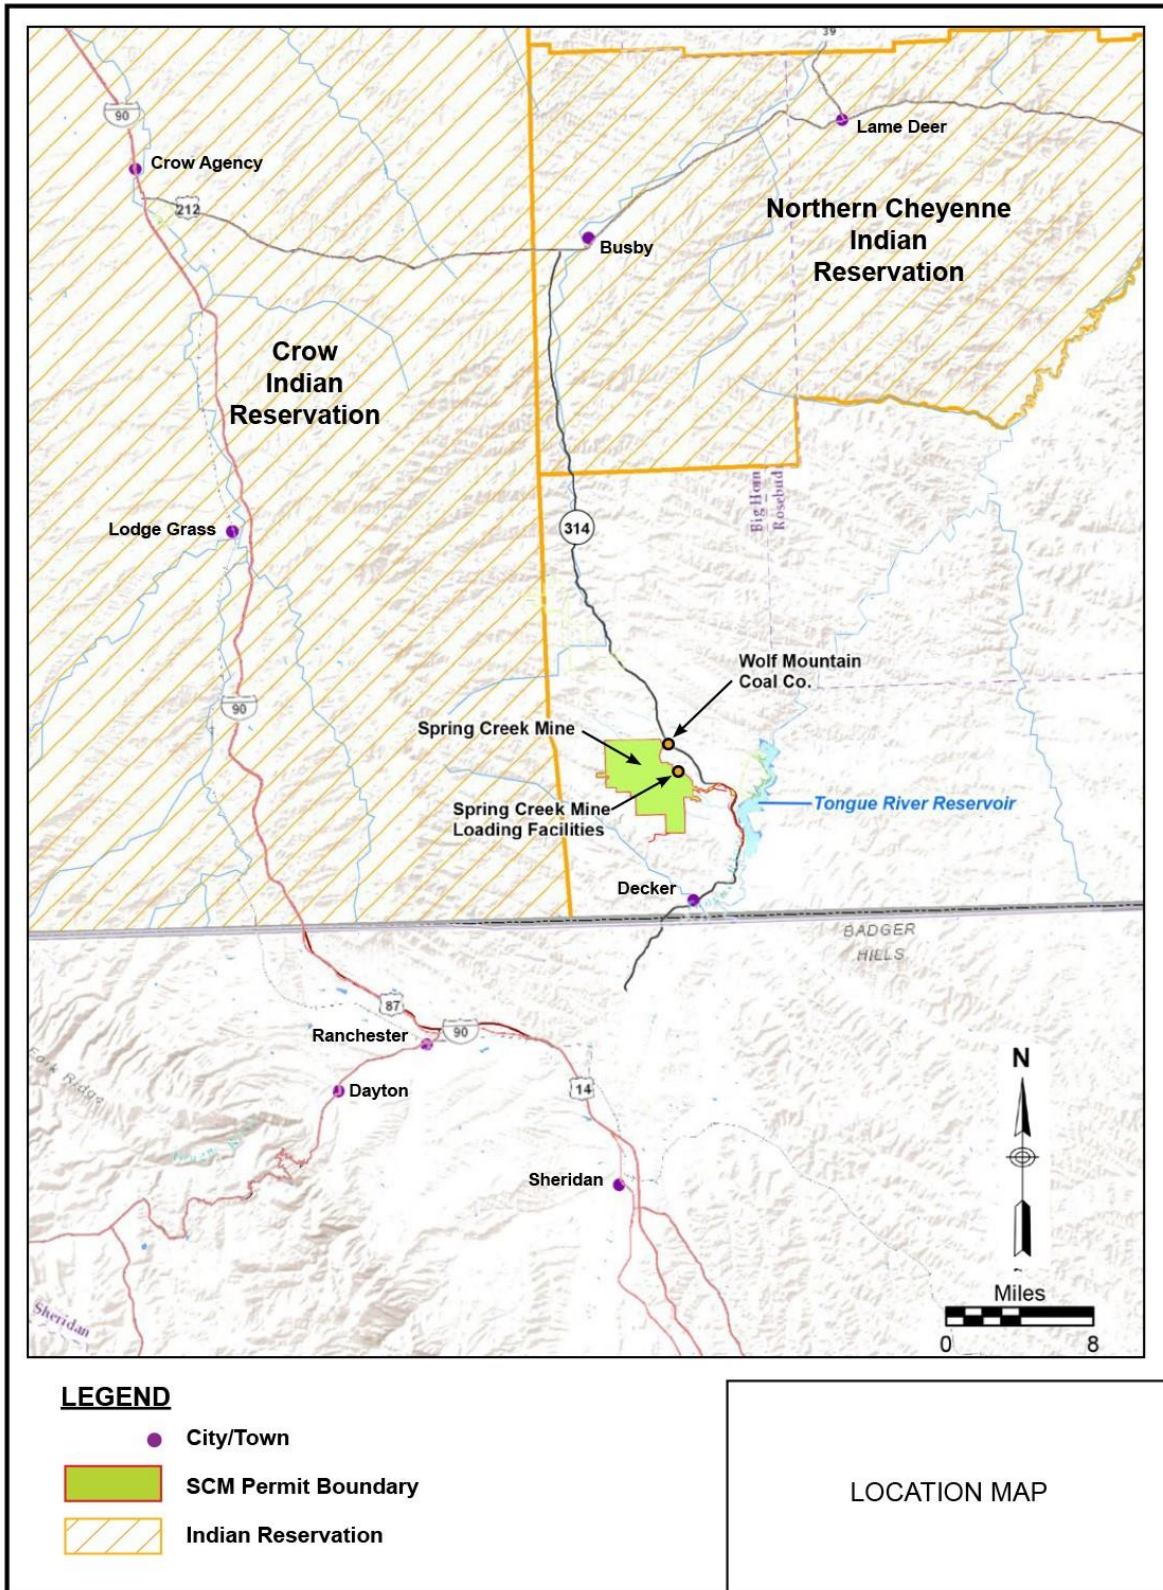 39
90
Lame Deer
Crow Agency
212
Northern Cheyenne
Indian
Reservation
Busby
Crow
Indian
Reservation
Big Horn
Rosebud
314
Lodge Grass
Wolf Mountain
Coal Co.
90
Spring Creek Mine
Spring Creek Mine
Loading Facilities
Tongue River Reservoir
Decker
BADGER
HILLS
87
90
Ranchester
14
Dayton
Fork Ridge
N
Sheridan
Miles
0 8
Sheridan
LEGEND
City/Town
SCM Permit Boundary
Indian Reservation
LOCATION MAP